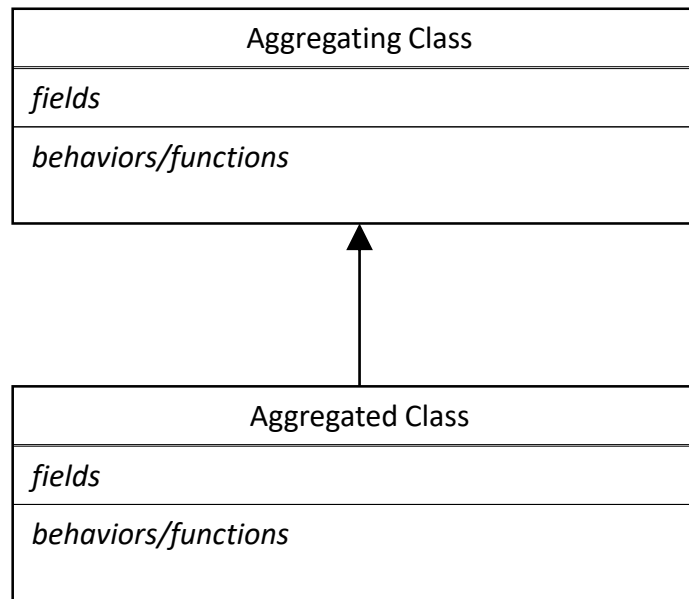 Aggregating Class
fields
behaviors/functions
Aggregated Class
fields
behaviors/functions